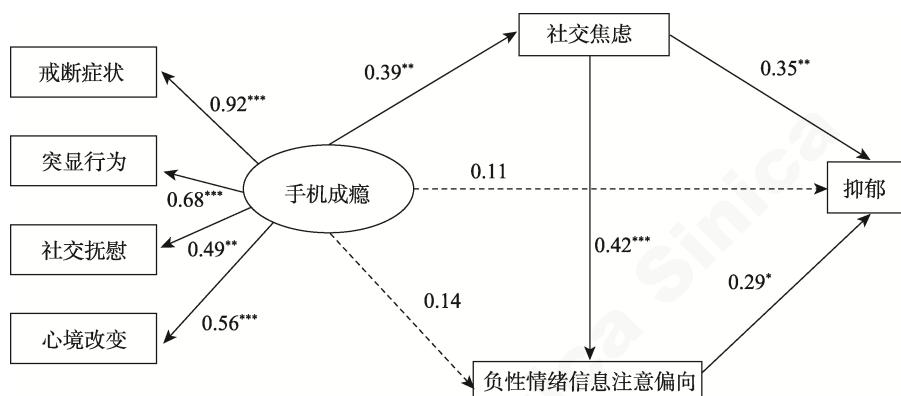 社交焦虑
戒断症状
0.39**
0.35**
0.92***
突显行为
手机成瘾
0.11
抑郁
0.68***
社交抚慰
0.49**
0.42***
0.29*
0.14
心境改变
0.56***
负性情绪信息注意偏向
ica Sinica